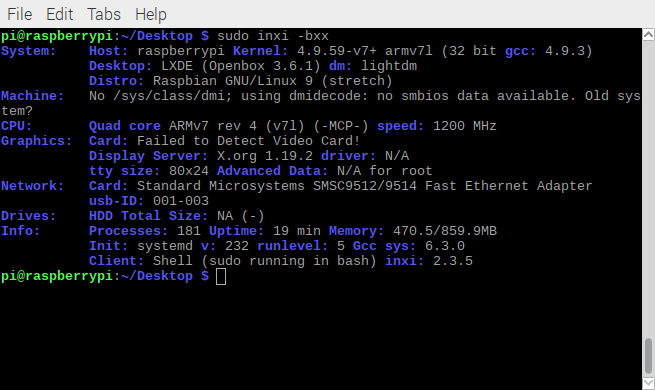 File Edit Tabs Help
pi@raspberrypi:~/Desktop $ sudo inxi -bxx
System:    Host: raspberrypi Kernel: 4.9.59-v7+ armv7l (32 bit gcc: 4.9.3)
           Desktop: LXDE (Openbox 3.6.1) dm: lightdm
           Distro: Raspbian GNU/Linux 9 (stretch)
Machine:   No /sys/class/dmi; using dmidecode: no smbios data available. Old sys
tem?
CPU:       Quad core ARMv7 rev 4 (v7l) (-MCP-) speed: 1200 MHz
Graphics:  Card: Failed to Detect Video Card!
           Display Server: X.org 1.19.2 driver: N/A
           tty size: 80x24 Advanced Data: N/A for root
Network:   Card: Standard Microsystems SMSC9512/9514 Fast Ethernet Adapter
           usb-ID: 001-003
Drives:    HDD Total Size: NA (-)
Info:      Processes: 181 Uptime: 19 min Memory: 470.5/859.9MB
           Init: systemd v: 232 runlevel: 5 Gcc sys: 6.3.0
           Client: Shell (sudo running in bash) inxi: 2.3.5
pi@raspberrypi:~/Desktop $